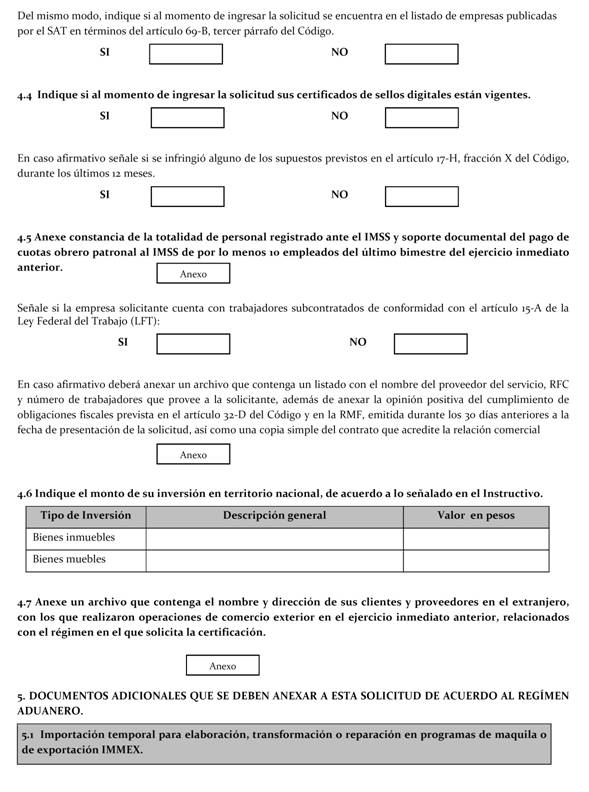 Del mismo modo, indique si al momento de ingresar la solicitud se encuentra en el listado de empresas publicadas
por el SAT en términos del artículo 69-B, tercer párrafo del Código.
SI NO
4.4 Indique si al momento de ingresar la solicitud sus certificados de sellos digitales están vigentes.
SI NO
En caso afirmativo señale si se infringió alguno de los supuestos previstos en el artículo 17-H, fracción X del Código,
durante los últimos 12 meses.
SI NO
4.5 Anexe constancia de la totalidad de personal registrado ante el IMSS y soporte documental del pago de
cuotas obrero patronal al IMSS de por lo menos 10 empleados del último bimestre del ejercicio inmediato
anterior.
Anexo
Señale si la empresa solicitante cuenta con trabajadores subcontratados de conformidad con el artículo 15-A de la
Ley Federal del Trabajo (LFT):
SI NO
En caso afirmativo deberá anexar un archivo que contenga un listado con el nombre del proveedor del servicio, RFC
y número de trabajadores que provee a la solicitante, además de anexar la opinión positiva del cumplimiento de
obligaciones fiscales prevista en el artículo 32-D del Código y en la RMF, emitida durante los 30 días anteriores a la
fecha de presentación de la solicitud, así como una copia simple del contrato que acredite la relación comercial
Anexo
4.6 Indique el monto de su inversión en territorio nacional, de acuerdo a lo señalado en el Instructivo.
Tipo de Inversión Descripción general Valor en pesos
Bienes inmuebles
Bienes muebles
4.7 Anexe un archivo que contenga el nombre y dirección de sus clientes y proveedores en el extranjero,
con los que realizaron operaciones de comercio exterior en el ejercicio inmediato anterior, relacionados
con el régimen en el que solicita la certificación.
Anexo
5. DOCUMENTOS ADICIONALES QUE SE DEBEN ANEXAR A ESTA SOLICITUD DE ACUERDO AL REGÍMEN
ADUANERO.
5.1 Importación temporal para elaboración, transformación o reparación en programas de maquila o
de exportación IMMEX.